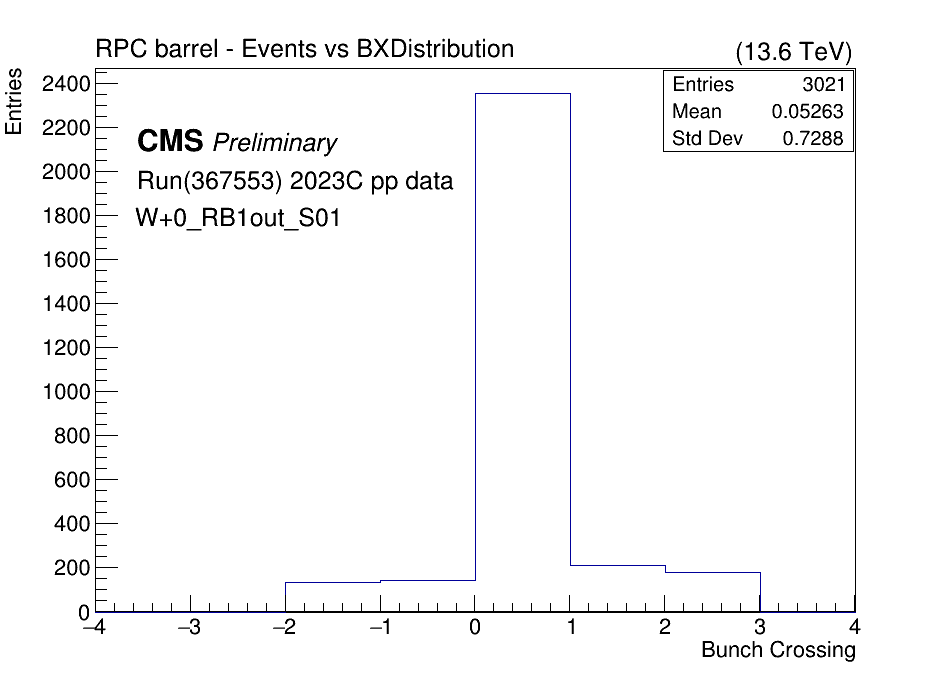 RPC barrel - Events vs BXDistribution
(13.6 TeV)
Entries
Entries 3021
Mean 0.05263
Std Dev 0.7288
CMS Preliminary
Run(367553) 2023C pp data
W+0_RB1out_S01
2400
2200
2000
1800
1600
1400
1200
1000
800
600
400
200
0
−4 −3 −2 −1 0 1 2 3 4
Bunch Crossing